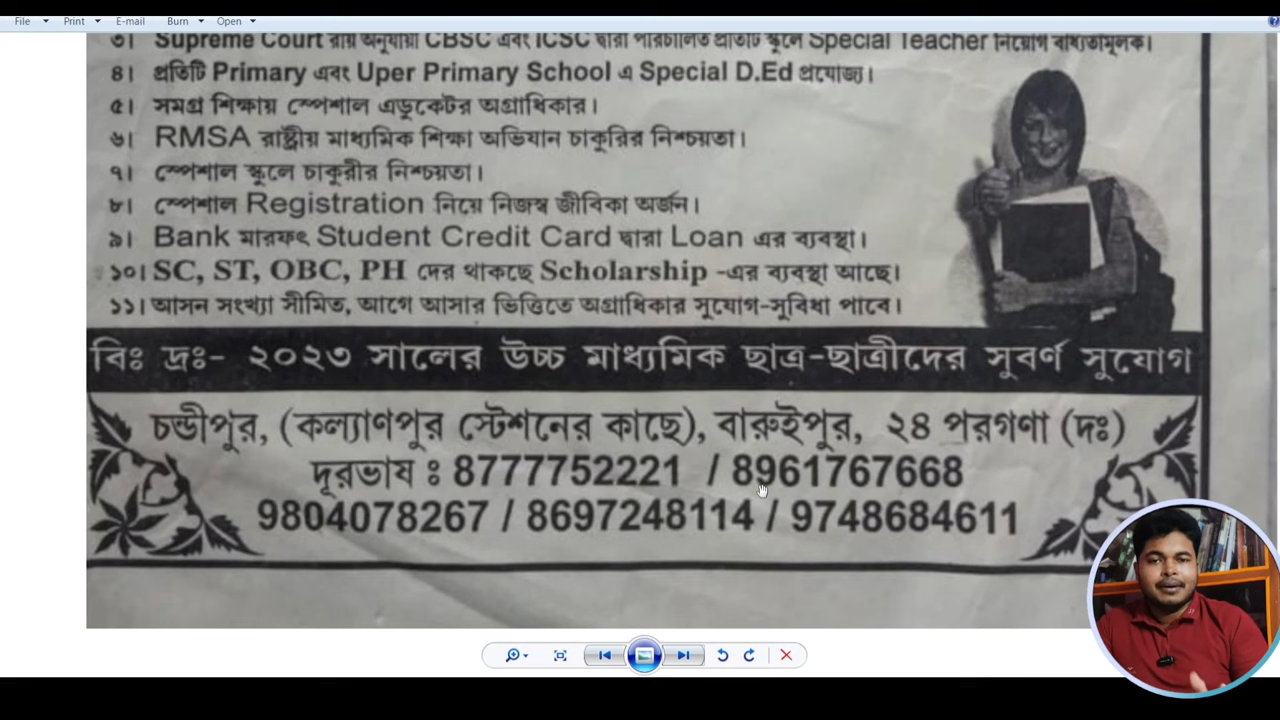 File Print E-mail Burn Open
৩। Supreme Court রায় অনুযায়ী CBSC এবং ICSC দ্বারা পরিচালিত প্রতিটি স্কুলে Special Teacher নিয়োগ বাধ্যতামূলক।
৪। প্রতিটি Primary এবং Uper Primary School এ Special D.Ed প্রযোজ্য।
৫। সমগ্র শিক্ষায় স্পেশাল এডুকেটর অগ্রাধিকার।
৬। RMSA রাষ্ট্রীয় মাধ্যমিক শিক্ষা অভিযান চাকুরির নিশ্চয়তা।
৭। স্পেশাল স্কুলে চাকুরীর নিশ্চয়তা।
৮। স্পেশাল Registration নিয়ে নিজস্ব জীবিকা অর্জন।
৯। Bank মারফৎ Student Credit Card দ্বারা Loan এর ব্যবস্থা।
১০। SC, ST, OBC, PH দের থাকছে Scholarship -এর ব্যবস্থা আছে।
১১। আসন সংখ্যা সীমিত, আগে আসার ভিত্তিতে অগ্রাধিকার সুযোগ-সুবিধা পাবে।
বিঃ দ্রঃ- ২০২৩ সালের উচ্চ মাধ্যমিক ছাত্র-ছাত্রীদের সুবর্ণ সুযোগ
চন্ডীপুর, (কল্যাণপুর স্টেশনের কাছে), বারুইপুর, ২৪ পরগণা (দঃ)
দূরভাষ ঃ 8777752221 / 8961767668
9804078267 / 8697248114 / 9748684611